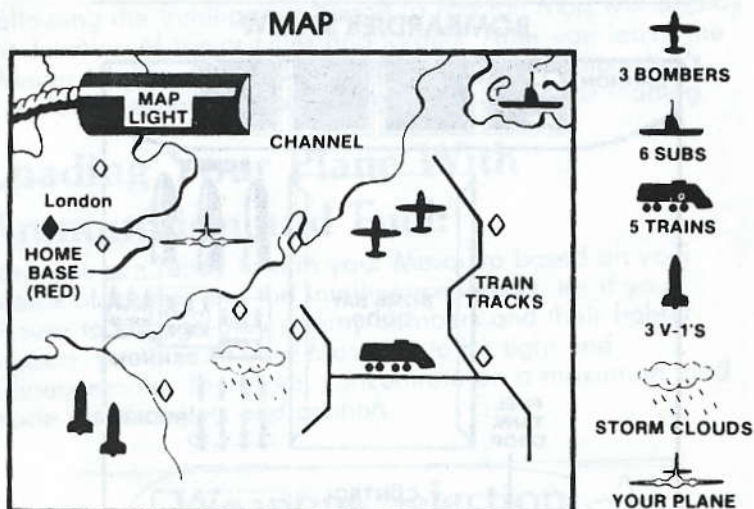 MAP
MAP
LIGHT
CHANNEL
London
HOME
BASE
(RED)
TRAIN
TRACKS
3 BOMBERS
6 SUBS
5 TRAINS
3 V-1'S
STORM CLOUDS
YOUR PLANE